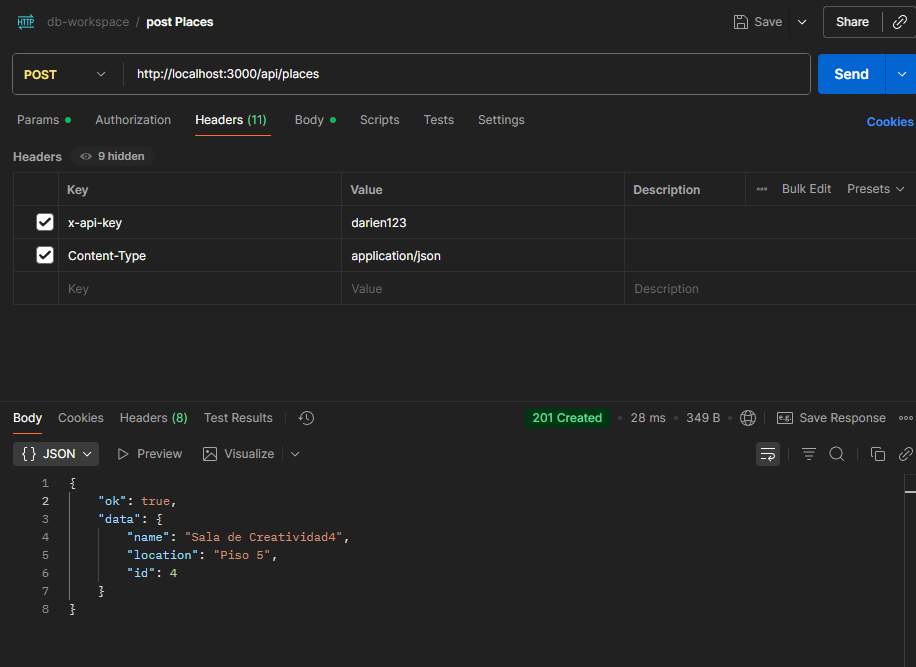 HTTP db-workspace / post Places Save Share
POST http://localhost:3000/api/places Send
Params Authorization Headers (11) Body Scripts Tests Settings Cookies
Headers 9 hidden
Key Value Description Bulk Edit Presets
x-api-key darien123
Content-Type application/json
Key Value Description
Body Cookies Headers (8) Test Results 201 Created 28 ms 349 B e.g. Save Response
{} JSON Preview Visualize
1 {
2 "ok": true,
3 "data": {
4 "name": "Sala de Creatividad4",
5 "location": "Piso 5",
6 "id": 4
7 }
8 }